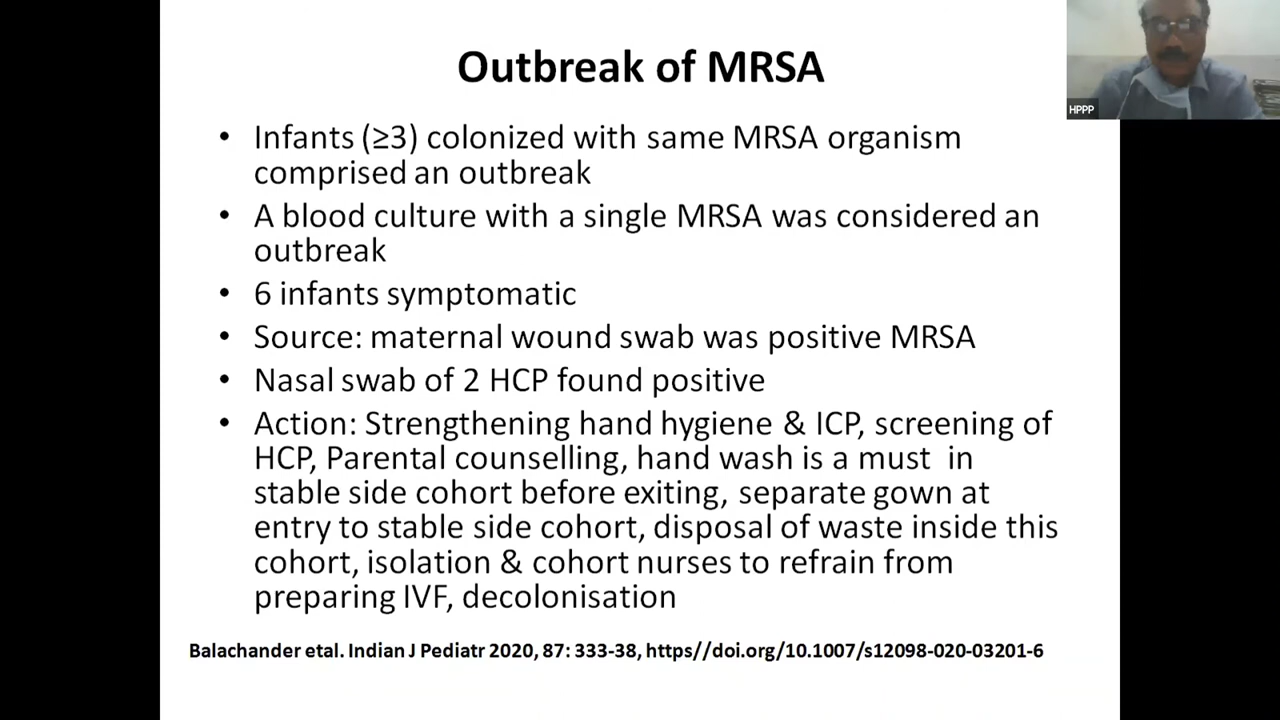 Outbreak of MRSA
HPPP
• Infants (≥3) colonized with same MRSA organism
comprised an outbreak
• A blood culture with a single MRSA was considered an
outbreak
• 6 infants symptomatic
• Source: maternal wound swab was positive MRSA
• Nasal swab of 2 HCP found positive
• Action: Strengthening hand hygiene & ICP, screening of
HCP, Parental counselling, hand wash is a must in
stable side cohort before exiting, separate gown at
entry to stable side cohort, disposal of waste inside this
cohort, isolation & cohort nurses to refrain from
preparing IVF, decolonisation
Balachander etal. Indian J Pediatr 2020, 87: 333-38, https//doi.org/10.1007/s12098-020-03201-6